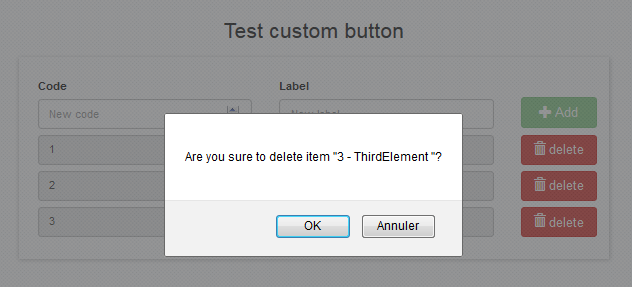 Test custom button
Code Label
New code New label Add
Are you sure to delete item "3 - ThirdElement "?
1 delete
2 delete
3 delete
OK Annuler